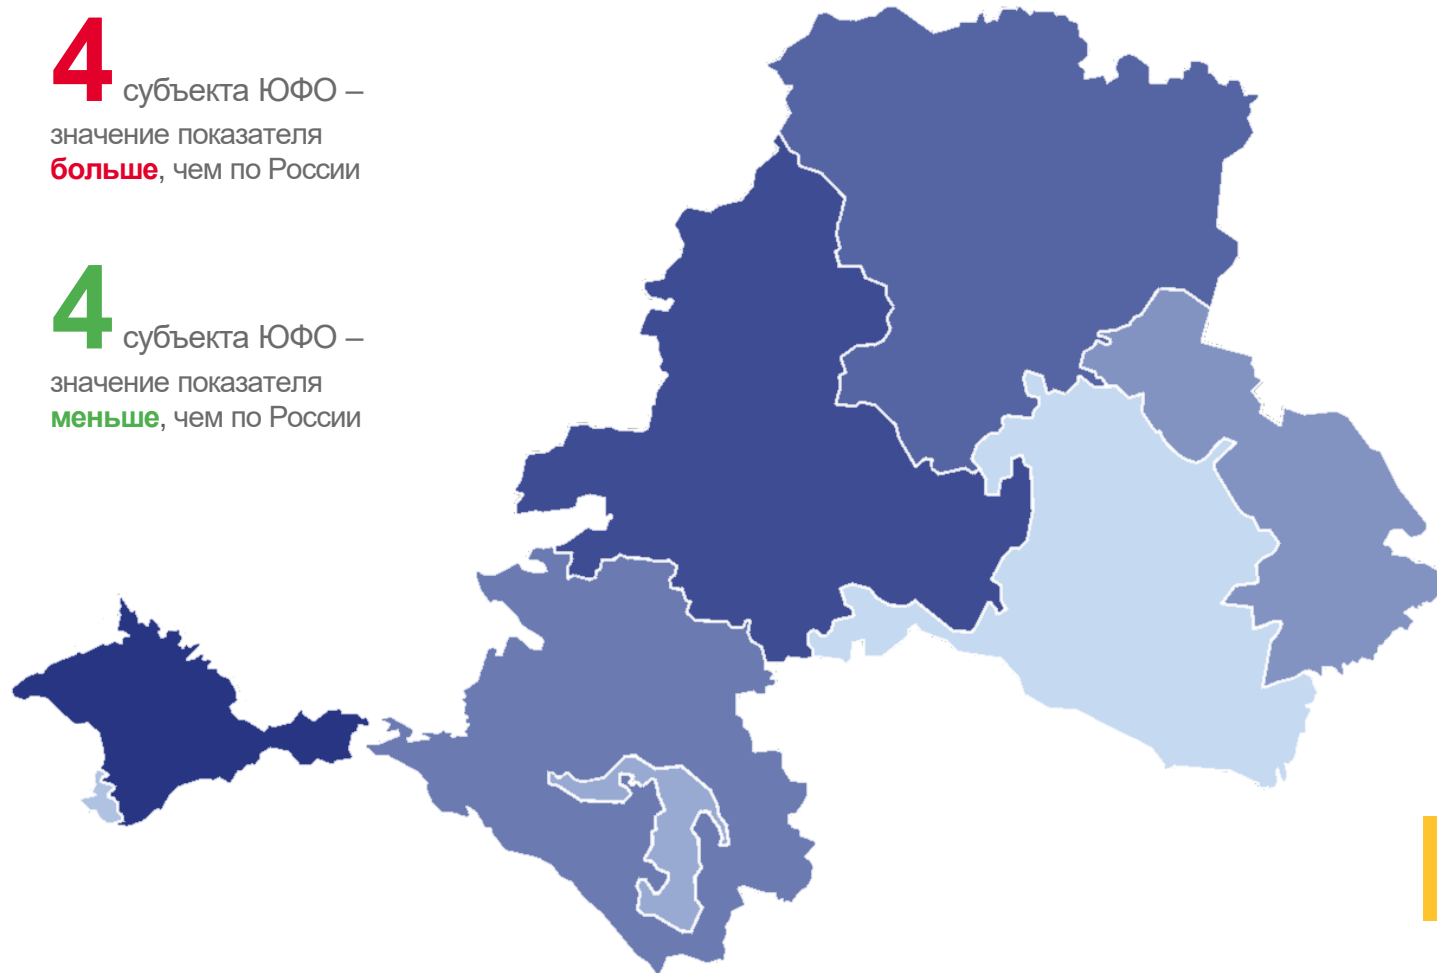 4 субъекта ЮФО –
значение показателя
больше, чем по России
4 субъекта ЮФО –
значение показателя
меньше, чем по России